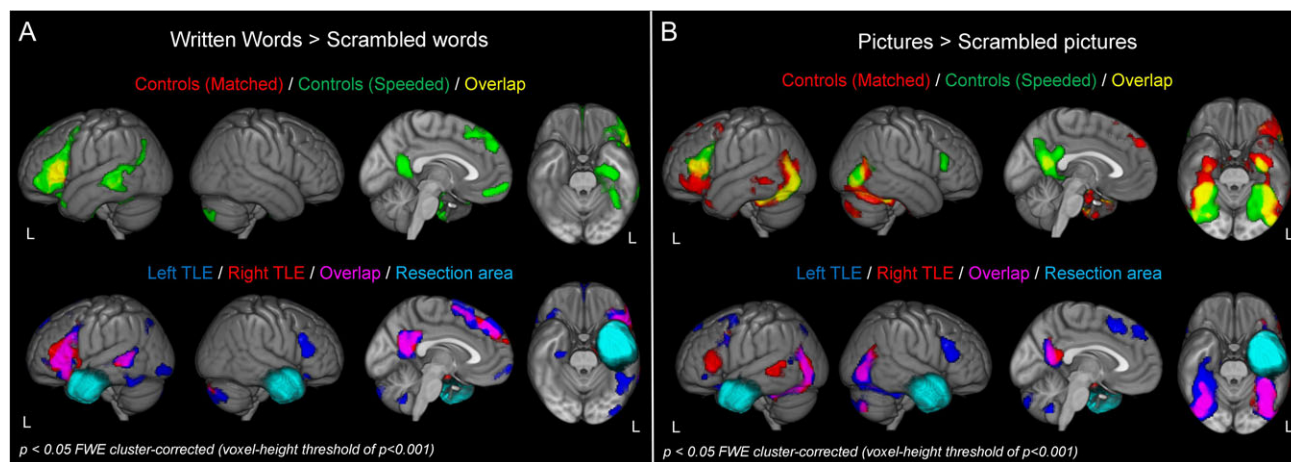 A
Written Words > Scrambled words
Controls (Matched) / Controls (Speeded) / Overlap
L
L
Left TLE / Right TLE / Overlap / Resection area
L
L
p < 0.05 FWE cluster-corrected (voxel-height threshold of p<0.001)
B
Pictures > Scrambled pictures
Controls (Matched) / Controls (Speeded) / Overlap
L
L
Left TLE / Right TLE / Overlap / Resection area
L
L
p < 0.05 FWE cluster-corrected (voxel-height threshold of p<0.001)